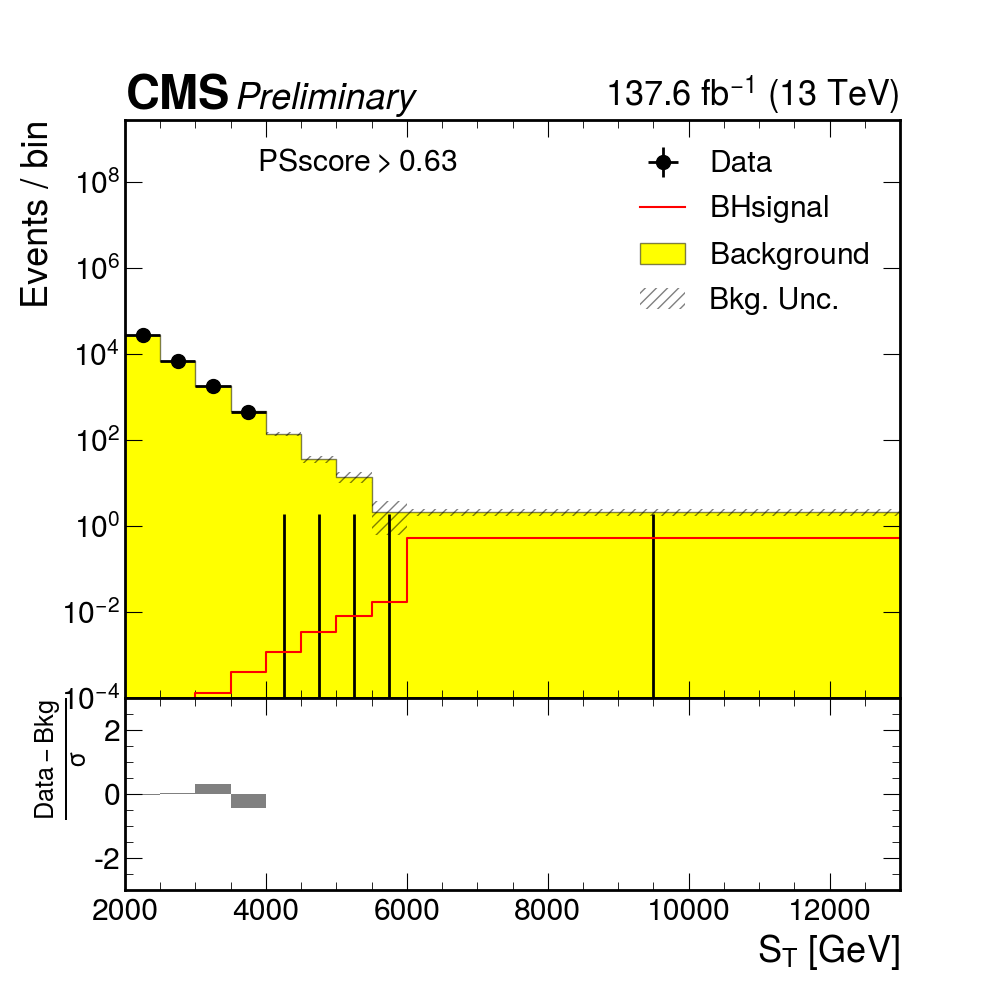 CMS Preliminary 137.6 fb⁻¹ (13 TeV)
Events / bin
PSscore > 0.63
Data
BHsignal
Background
Bkg. Unc.
10⁸
10⁶
10⁴
10²
10⁰
10⁻²
10⁻⁴
Data – Bkg
σ
2
0
-2
2000 4000 6000 8000 10000 12000
S_T [GeV]